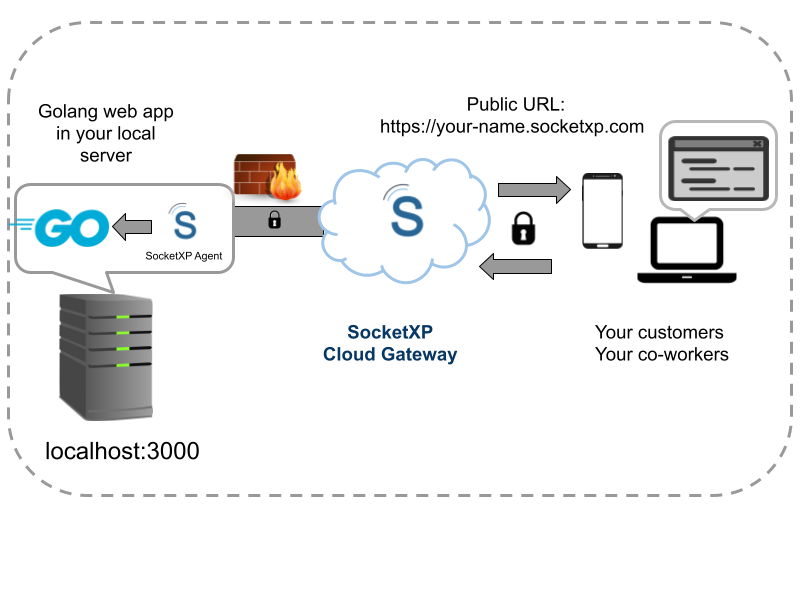 Golang web app
in your local
server
Public URL:
https://your-name.socketxp.com
GO
S
SocketXP Agent
S
SocketXP
Cloud Gateway
Your customers
Your co-workers
localhost:3000